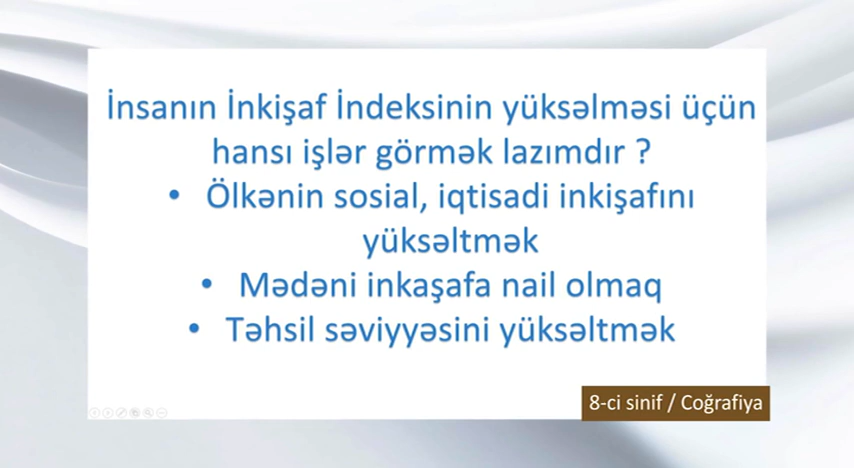 İnsanın İnkişaf İndeksinin yüksəlməsi üçün
hansı işlər görmək lazımdır ?
• Ölkənin sosial, iqtisadi inkişafını
yüksəltmək
• Mədəni inkaşafa nail olmaq
• Təhsil səviyyəsini yüksəltmək
8-ci sinif / Coğrafiya